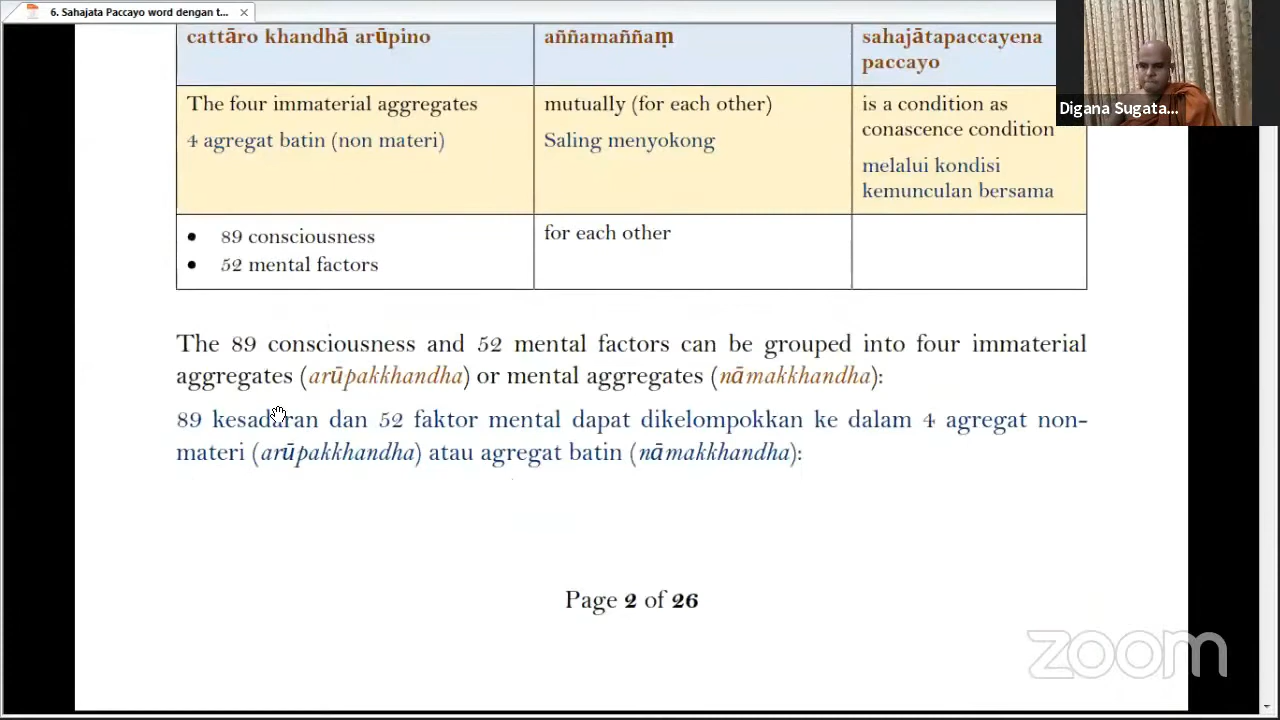 6. Sahajata Paccayo word dengan t...
cattāro khandhā arūpino
aññamaññaṃ
sahajātapaccayena
paccayo
The four immaterial aggregates
4 agregat batin (non materi)
mutually (for each other)
Saling menyokong
is a condition as
conascence condition
melalui kondisi
kemunculan bersama
• 89 consciousness
• 52 mental factors
for each other
Digana Sugata...
The 89 consciousness and 52 mental factors can be grouped into four immaterial
aggregates (arūpakkhandha) or mental aggregates (nāmakkhandha):
89 kesadaran dan 52 faktor mental dapat dikelompokkan ke dalam 4 agregat non-
materi (arūpakkhandha) atau agregat batin (nāmakkhandha):
Page 2 of 26
zoom